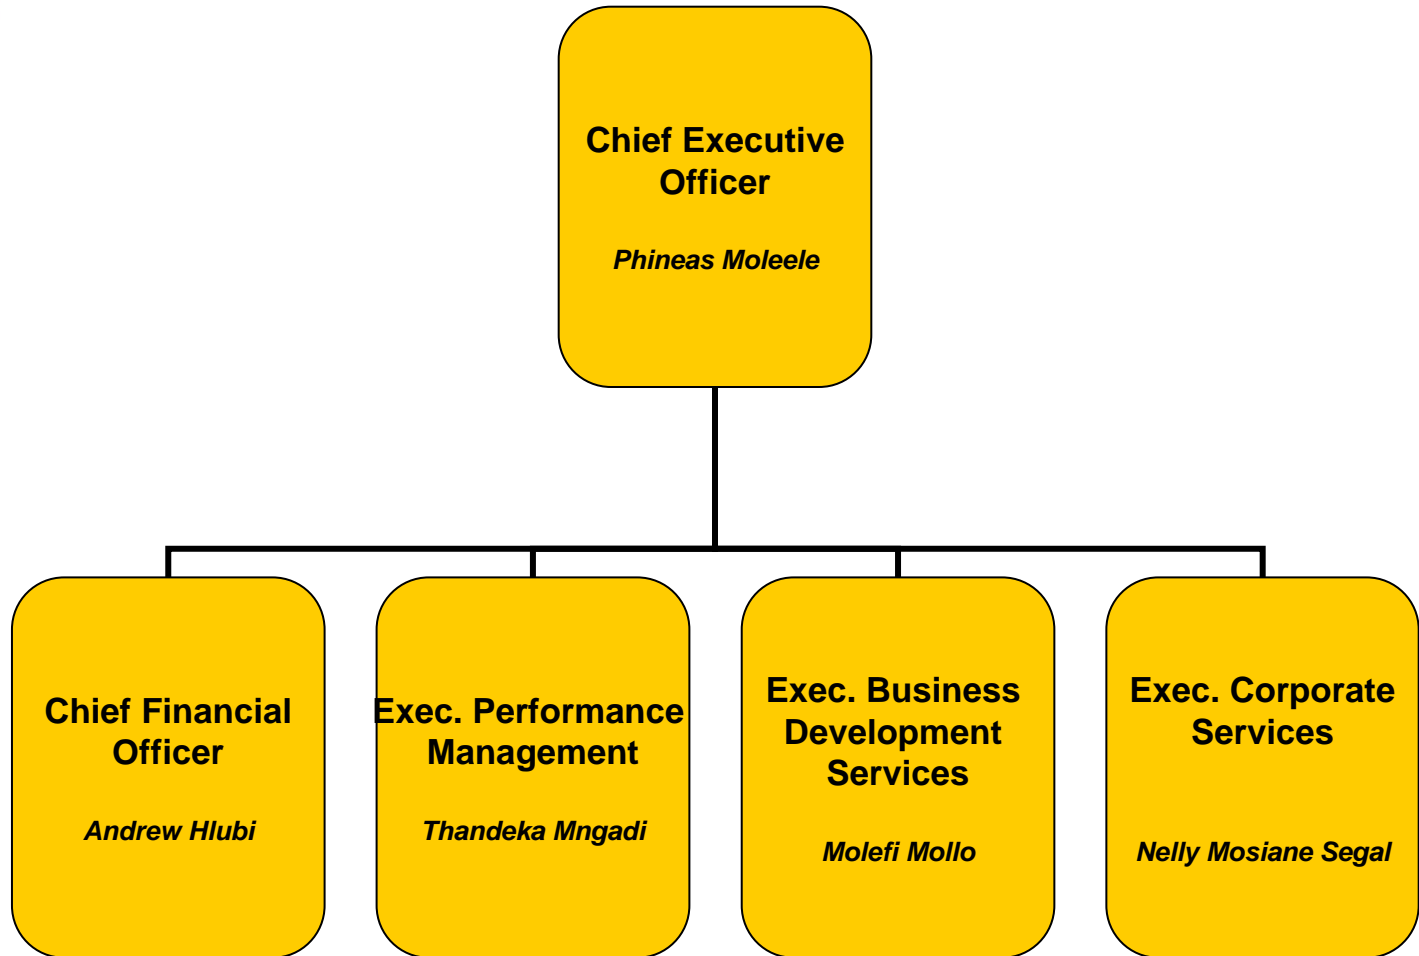 Chief Executive
Officer
Phineas Moleele
Chief Financial
Officer
Andrew Hlubi
Exec. Performance
Management
Thandeka Mngadi
Exec. Business
Development
Services
Molefi Mollo
Exec. Corporate
Services
Nelly Mosiane Segal